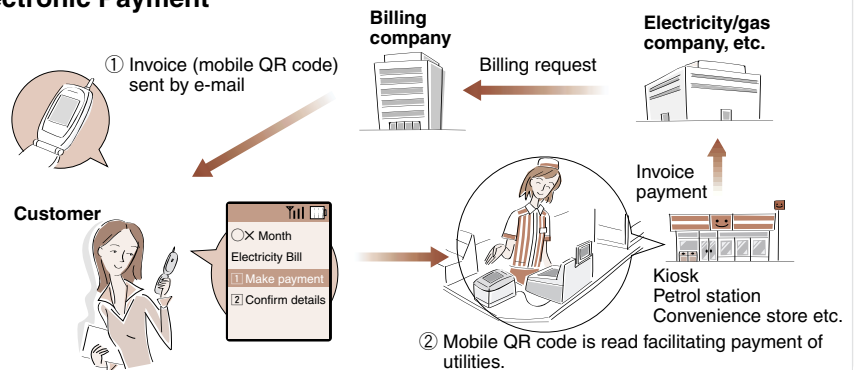 Electronic Payment
Billing
company
Electricity/gas
company, etc.
① Invoice (mobile QR code)
sent by e-mail
Billing request
Invoice
payment
Customer
○× Month
Electricity Bill
1 Make payment
2 Confirm details
Kiosk
Petrol station
Convenience store etc.
② Mobile QR code is read facilitating payment of
utilities.